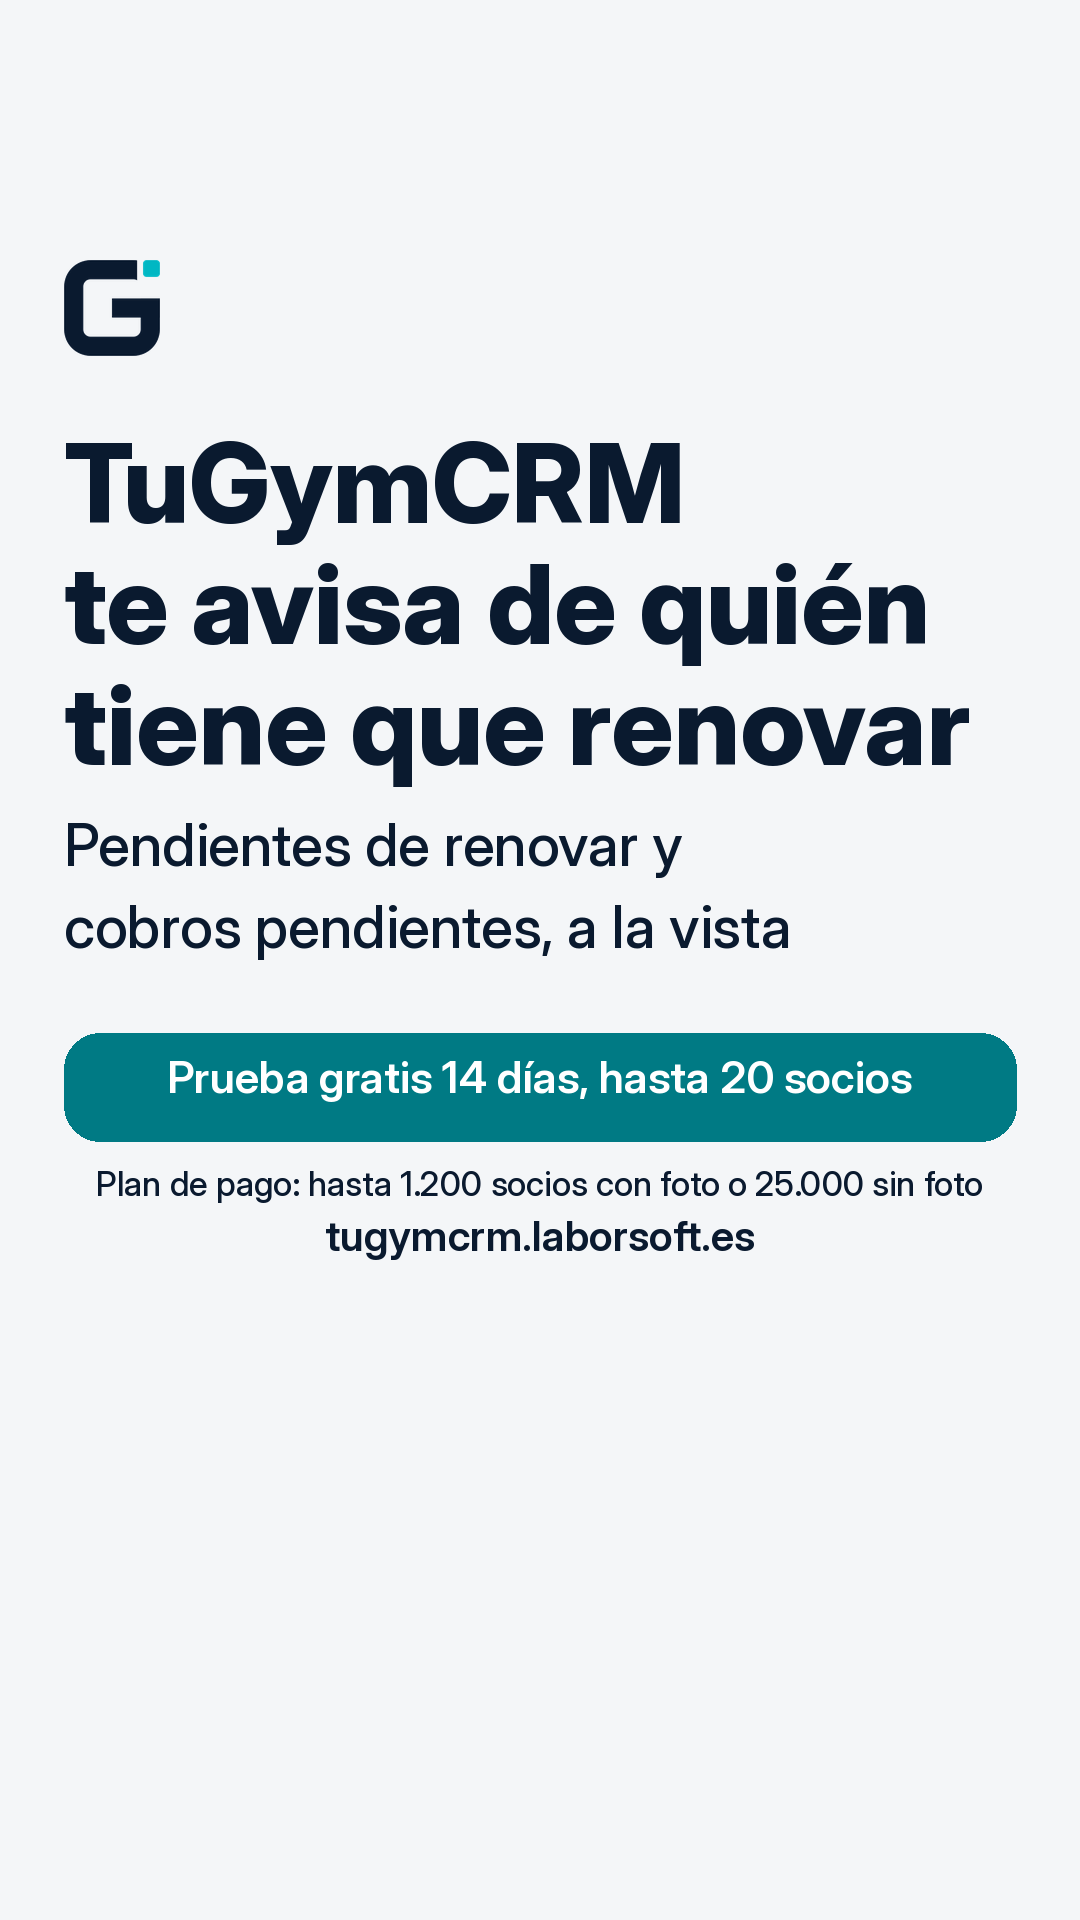 TuGymCRM
te avisa de quién
tiene que renovar
Pendientes de renovar y
cobros pendientes, a la vista
Prueba gratis 14 días, hasta 20 socios
Plan de pago: hasta 1.200 socios con foto o 25.000 sin foto
tugymcrm.laborsoft.es